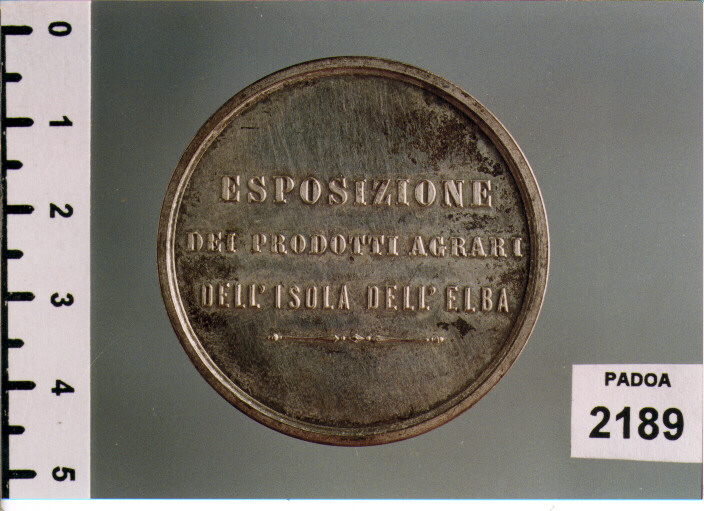 ESPOSIZIONE
DEI PRODOTTI AGRARI
DELL'ISOLA DELL'ELBA
PADOA
2189
0
1
2
3
4
5